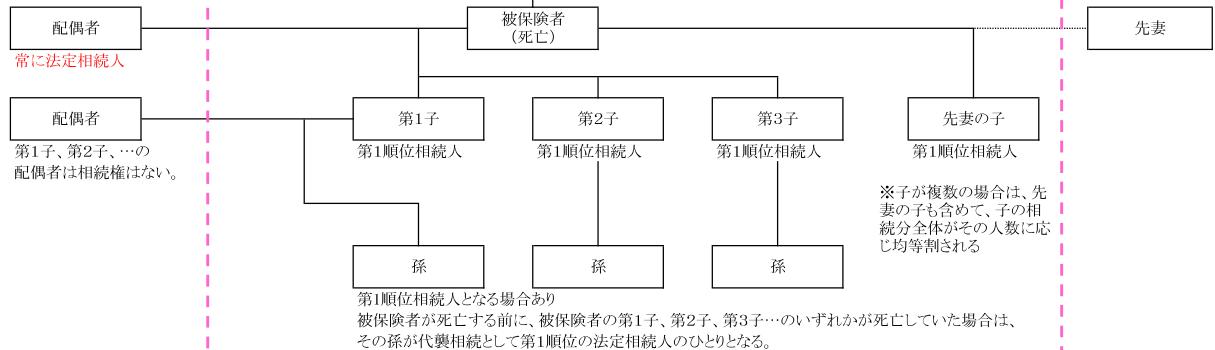 配偶者
被保険者
（死亡）
先妻
常に法定相続人
配偶者
第1子
第2子
第3子
先妻の子
第1子、第2子、…の
配偶者は相続権はない。
第1順位相続人
第1順位相続人
第1順位相続人
第1順位相続人
※子が複数の場合は、先
妻の子も含めて、子の相
続分全体がその人数に応
じ均等割される
孫
孫
孫
第1順位相続人となる場合あり
被保険者が死亡する前に、被保険者の第1子、第2子、第3子…のいずれかが死亡していた場合は、
その孫が代襲相続として第1順位の法定相続人のひとりとなる。